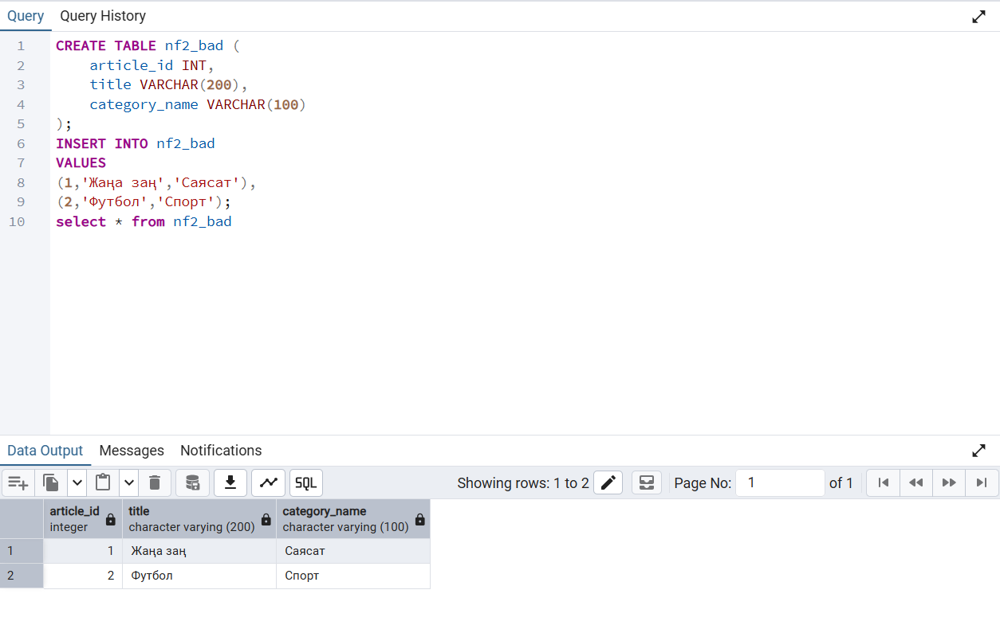 Query Query History
1 CREATE TABLE nf2_bad (
2 article_id INT,
3 title VARCHAR(200),
4 category_name VARCHAR(100)
5 );
6 INSERT INTO nf2_bad
7 VALUES
8 (1,'Жаңа заң','Саясат'),
9 (2,'Футбол','Спорт');
10 select * from nf2_bad
Data Output Messages Notifications
SQL Showing rows: 1 to 2 Page No: 1 of 1
article_id title category_name
integer character varying (200) character varying (100)
1 1 Жаңа заң Саясат
2 2 Футбол Спорт